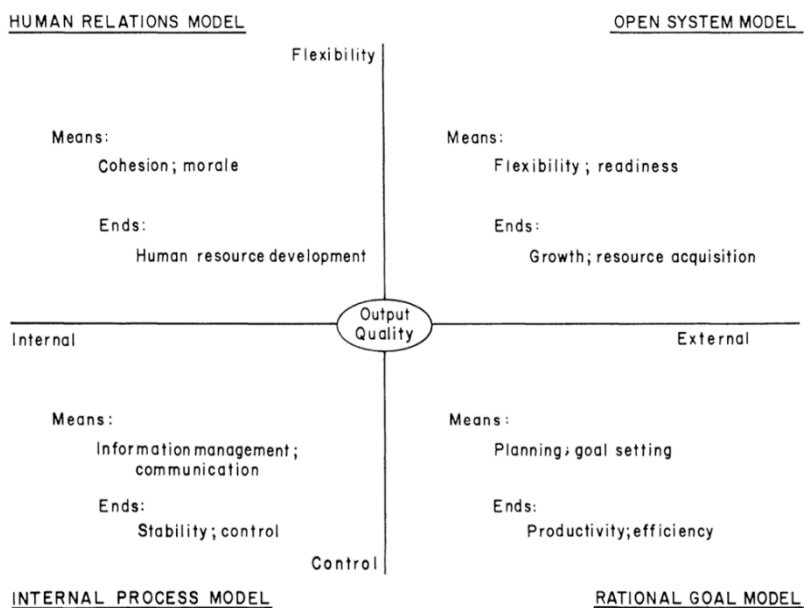 HUMAN RELATIONS MODEL
OPEN SYSTEM MODEL
Flexibility
Means:
Cohesion; morale
Ends:
Human resource development
Means:
Flexibility; readiness
Ends:
Growth; resource acquisition
Output
Quality
Internal
External
Means:
Information management;
communication
Ends:
Stability; control
Means:
Planning; goal setting
Ends:
Productivity; efficiency
Control
INTERNAL PROCESS MODEL
RATIONAL GOAL MODEL